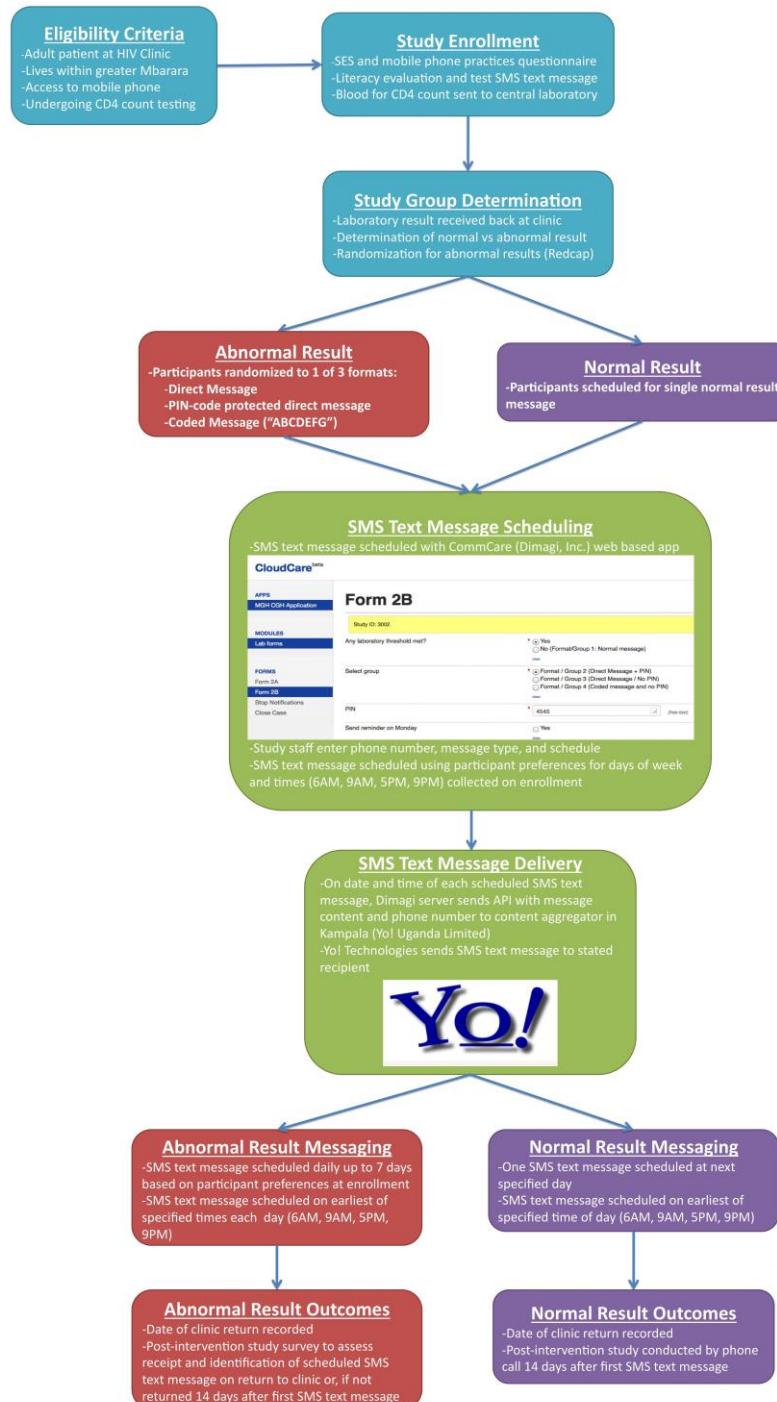 Eligibility Criteria
-Adult patient at HIV Clinic
-Lives within greater Mbarara
-Access to mobile phone
-Undergoing CD4 count testing
Study Enrollment
-SES and mobile phone practices questionnaire
-Literacy evaluation and test SMS text message
-Blood for CD4 count sent to central laboratory
Study Group Determination
-Laboratory result received back at clinic
-Determination of normal vs abnormal result
-Randomization for abnormal results (Redcap)
Abnormal Result
-Participants randomized to 1 of 3 formats:
-Direct Message
-PIN-code protected direct message
-Coded Message (“ABCDEFG”)
Normal Result
-Participants scheduled for single normal result
message
SMS Text Message Scheduling
-SMS text message scheduled with CommCare (Dimagi, Inc.) web based app
CloudCare beta
APPS
MGH CGH Application
MODULES
Lab forms
FORMS
Form 2A
Form 2B
Stop Notifications
Close Case
Form 2B
Study ID: 3002
Any laboratory threshold met?
* Yes
No (Format/Group 1: Normal message)
Select group
* Format / Group 2 (Direct Message + PIN)
Format / Group 3 (Direct Message / No PIN)
Format / Group 4 (Coded message and no PIN)
PIN
* 4545
Send reminder on Monday
Yes
-Study staff enter phone number, message type, and schedule
-SMS text message scheduled using participant preferences for days of week
and times (6AM, 9AM, 5PM, 9PM) collected on enrollment
SMS Text Message Delivery
-On date and time of each scheduled SMS text
message, Dimagi server sends API with message
content and phone number to content aggregator in
Kampala (Yo! Uganda Limited)
-Yo! Technologies sends SMS text message to stated
recipient
Yo!
Abnormal Result Messaging
-SMS text message scheduled daily up to 7 days
based on participant preferences at enrollment
-SMS text message scheduled on earliest of
specified times each day (6AM, 9AM, 5PM,
9PM)
Normal Result Messaging
-One SMS text message scheduled at next
specified day
-SMS text message scheduled on earliest of
specified time of day (6AM, 9AM, 5PM, 9PM)
Abnormal Result Outcomes
-Date of clinic return recorded
-Post-intervention study survey to assess
receipt and identification of scheduled SMS
text message on return to clinic or, if not
returned 14 days after first SMS text message
Normal Result Outcomes
-Date of clinic return recorded
-Post-intervention study conducted by phone
call 14 days after first SMS text message